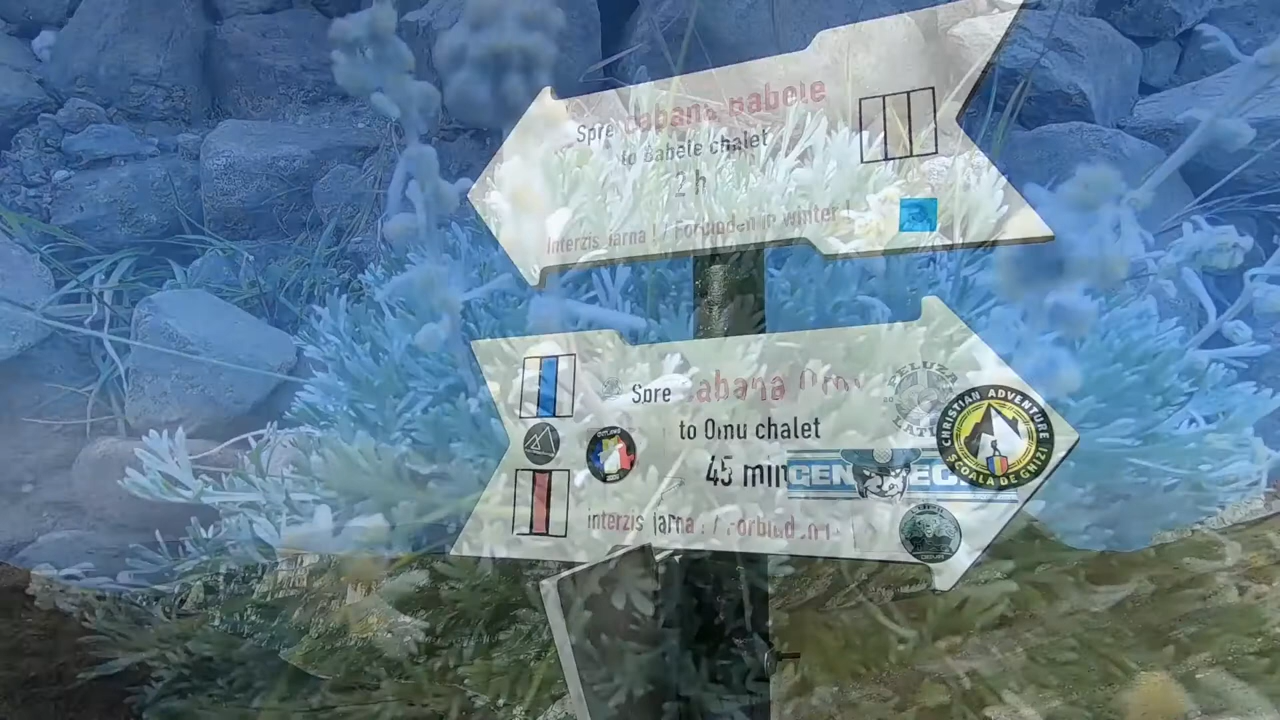 Spre Cabana Babele
to Babele chalet
2 h
Interzis iarna ! / Forbidden in winter !
Spre Cabana Omu
to Omu chalet
45 min
interzis iarna
CHRISTIAN ADVENTURE
ȘCOALA DE GHIZI